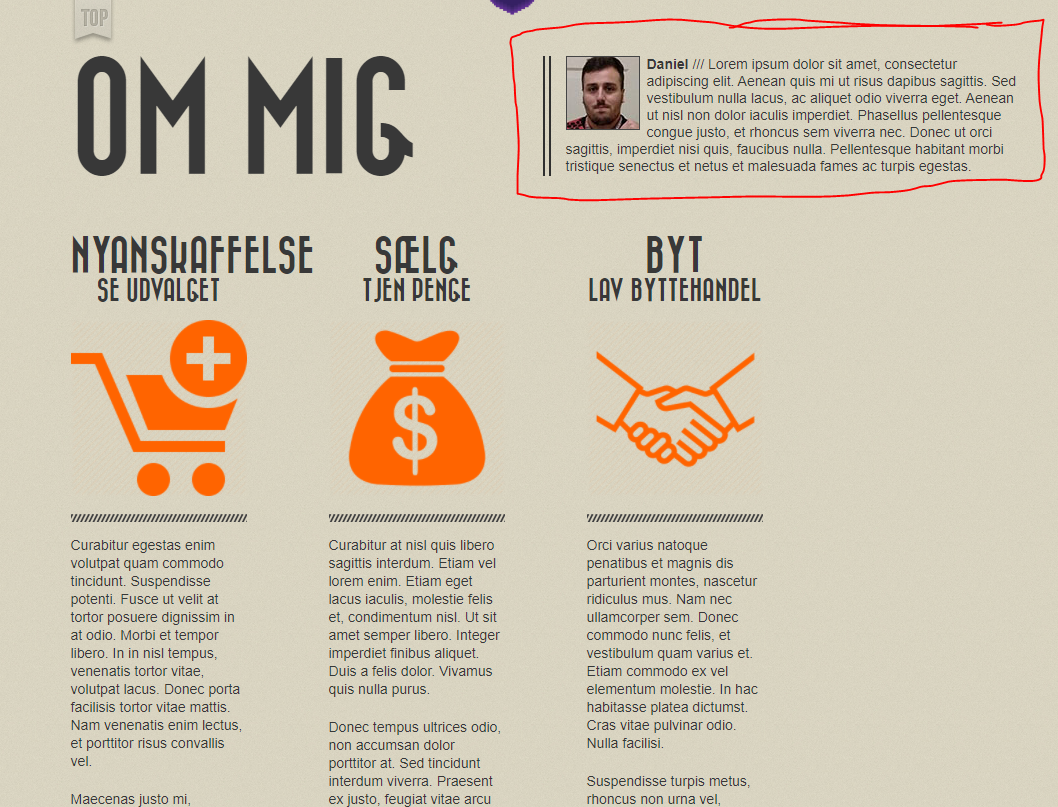 TOP
OM MIG
Daniel /// Lorem ipsum dolor sit amet, consectetur
adipiscing elit. Aenean quis mi ut risus dapibus sagittis. Sed
vestibulum nulla lacus, ac aliquet odio viverra eget. Aenean
ut nisl non dolor iaculis imperdiet. Phasellus pellentesque
congue justo, et rhoncus sem viverra nec. Donec ut orci
sagittis, imperdiet nisi quis, faucibus nulla. Pellentesque habitant morbi
tristique senectus et netus et malesuada fames ac turpis egestas.
NYANSKAFFELSE
SE UDVALGET
Curabitur egestas enim
volutpat quam commodo
tincidunt. Suspendisse
potenti. Fusce ut velit at
tortor posuere dignissim in
at odio. Morbi et tempor
libero. In in nisl tempus,
venenatis tortor vitae,
volutpat lacus. Donec porta
facilisis tortor vitae mattis.
Nam venenatis enim lectus,
et porttitor risus convallis
vel.
Maecenas justo mi,
SÆLG
TJEN PENGE
$
Curabitur at nisl quis libero
sagittis interdum. Etiam vel
lorem enim. Etiam eget
lacus iaculis, molestie felis
et, condimentum nisl. Ut sit
amet semper libero. Integer
imperdiet finibus aliquet.
Duis a felis dolor. Vivamus
quis nulla purus.
Donec tempus ultrices odio,
non accumsan dolor
porttitor at. Sed tincidunt
interdum viverra. Praesent
ex justo, feugiat vitae arcu
BYT
LAV BYTTEHANDEL
Orci varius natoque
penatibus et magnis dis
parturient montes, nascetur
ridiculus mus. Nam nec
ullamcorper sem. Donec
commodo nunc felis, et
vestibulum quam varius et.
Etiam commodo ex vel
elementum molestie. In hac
habitasse platea dictumst.
Cras vitae pulvinar odio.
Nulla facilisi.
Suspendisse turpis metus,
rhoncus non urna vel,